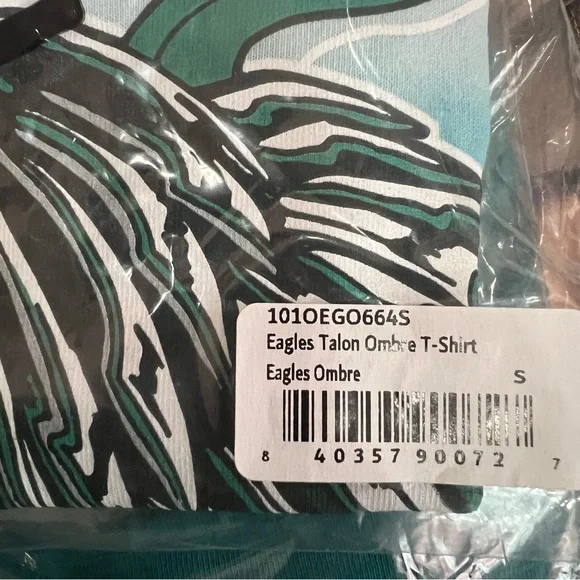 101OEGO664S
Eagles Talon Ombre T-Shirt
Eagles Ombre S
8 40357 90072 7